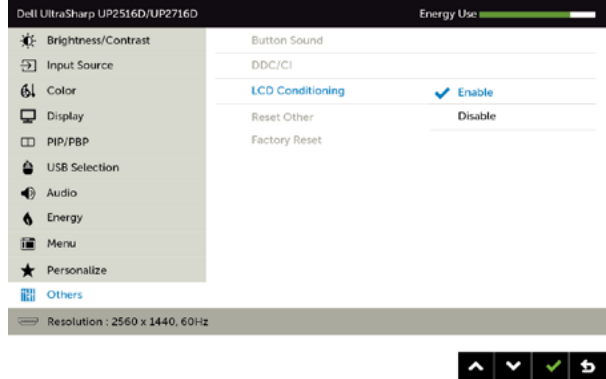 Dell UltraSharp UP2516D/UP2716D Energy Use
Brightness/Contrast Button Sound
Input Source DDC/CI
Color LCD Conditioning Enable
Display Reset Other Disable
PIP/PBP Factory Reset
USB Selection
Audio
Energy
Menu
Personalize
Others
Resolution : 2560 x 1440, 60Hz